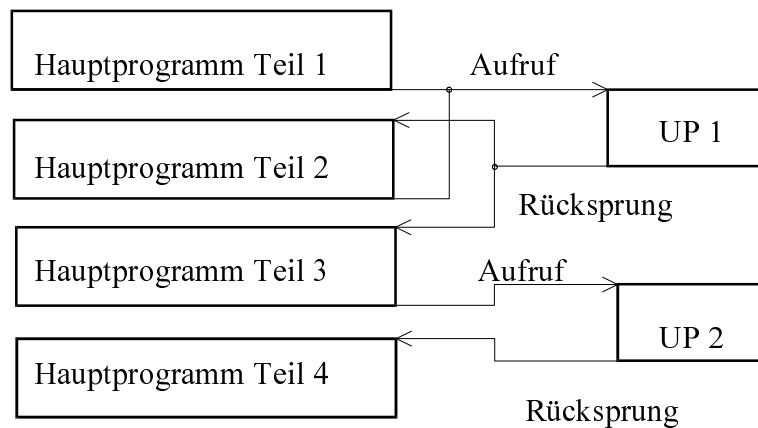 Hauptprogramm Teil 1
Aufruf
UP 1
Hauptprogramm Teil 2
Rücksprung
Hauptprogramm Teil 3
Aufruf
UP 2
Hauptprogramm Teil 4
Rücksprung